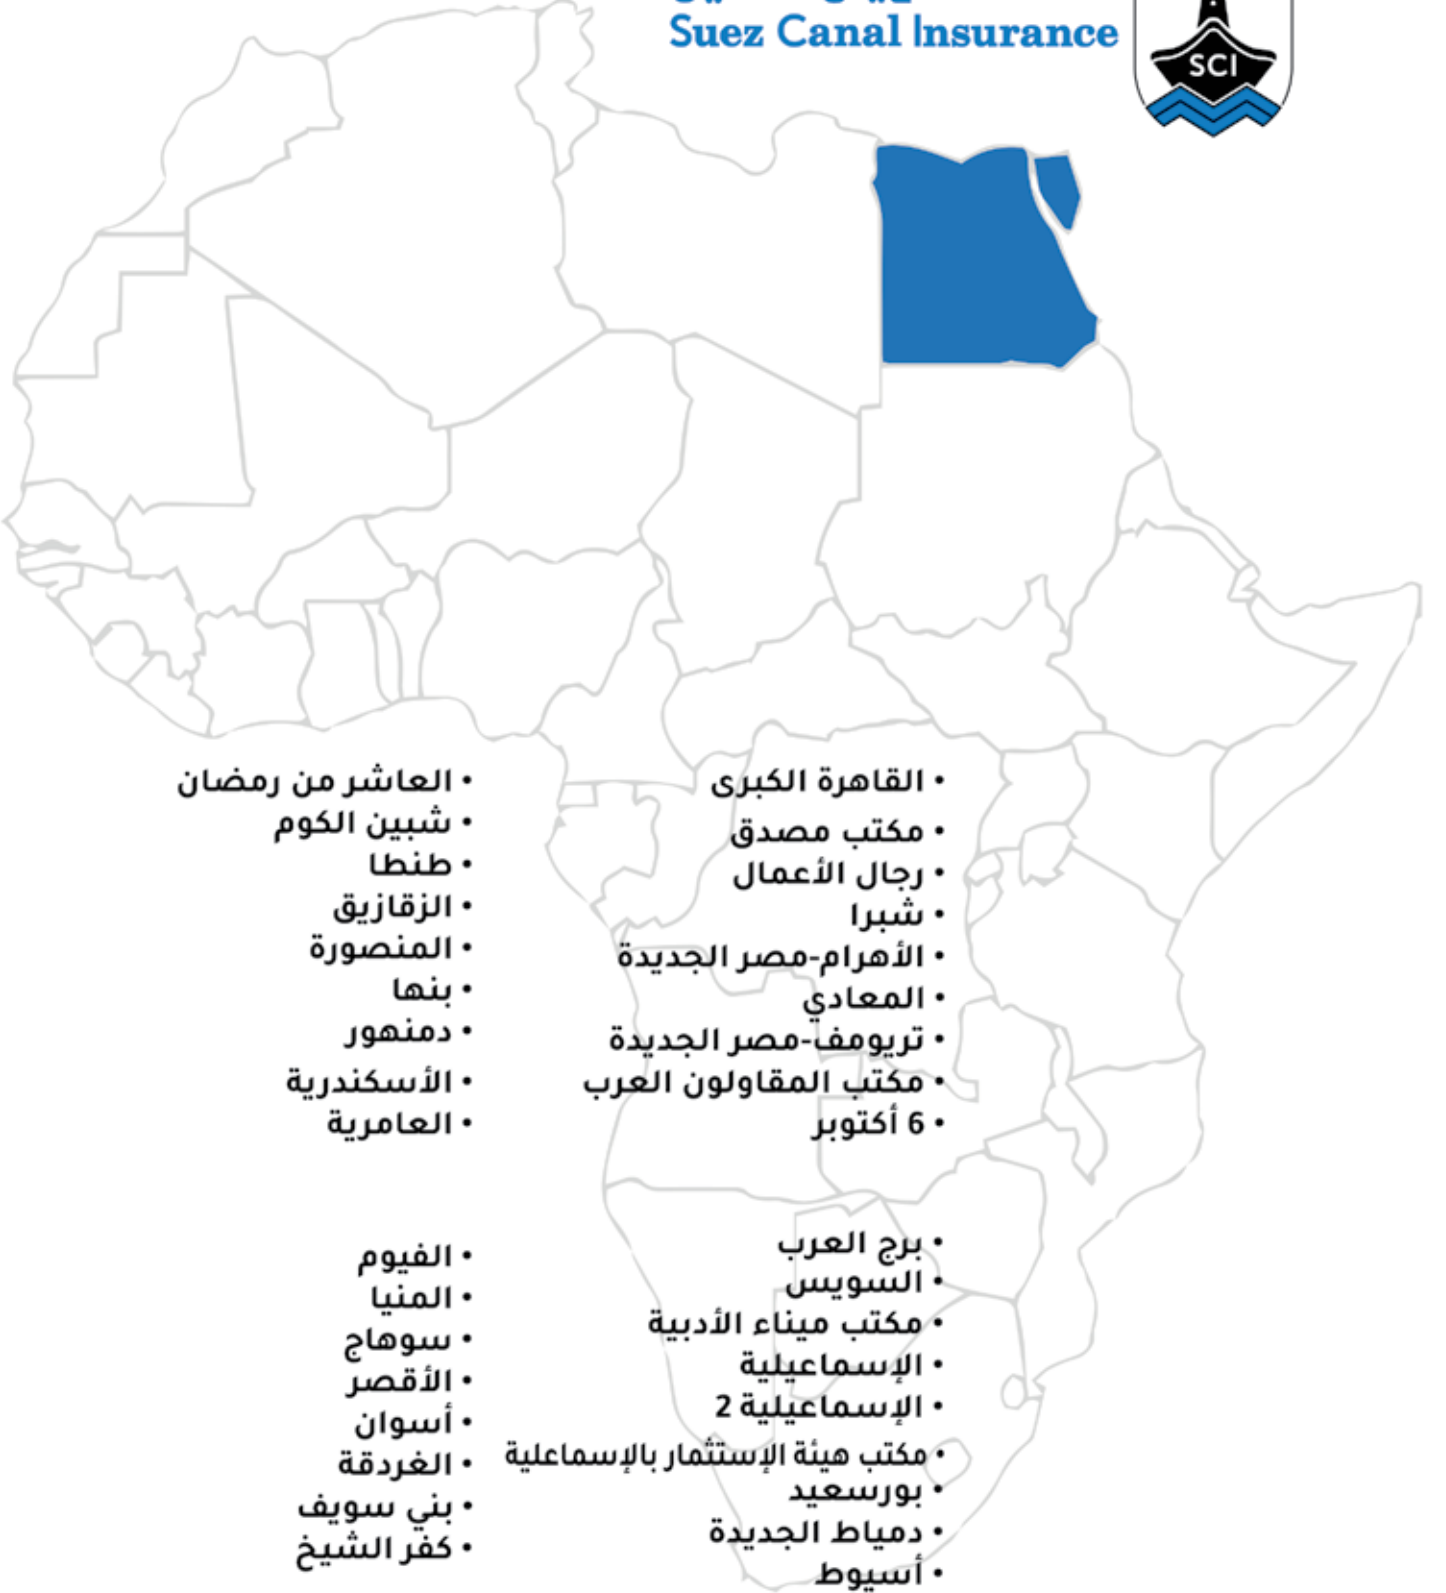 Suez Canal Insurance
SCI
• القاهرة الكبرى
• مكتب مصدق
• رجال الأعمال
• شبرا
• الأهرام-مصر الجديدة
• المعادي
• تريومف-مصر الجديدة
• مكتب المقاولون العرب
• 6 أكتوبر
• العاشر من رمضان
• شبين الكوم
• طنطا
• الزقازيق
• المنصورة
• بنها
• دمنهور
• الأسكندرية
• العامرية
• برج العرب
• السويس
• مكتب ميناء الأدبية
• الإسماعيلية
• الإسماعيلية 2
• مكتب هيئة الإستثمار بالإسماعلية
• بورسعيد
• دمياط الجديدة
• أسيوط
• الفيوم
• المنيا
• سوهاج
• الأقصر
• أسوان
• الغردقة
• بني سويف
• كفر الشيخ